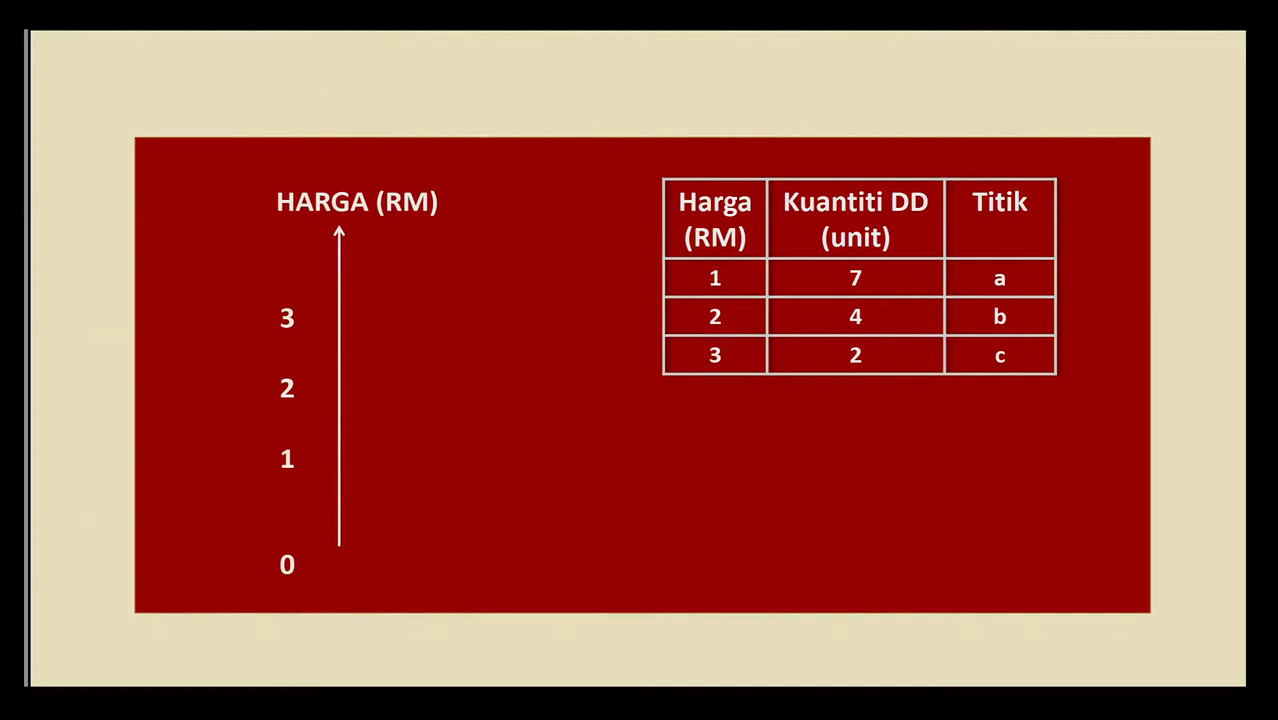 HARGA (RM)
3
2
1
0
Harga (RM) Kuantiti DD (unit) Titik
1 7 a
2 4 b
3 2 c